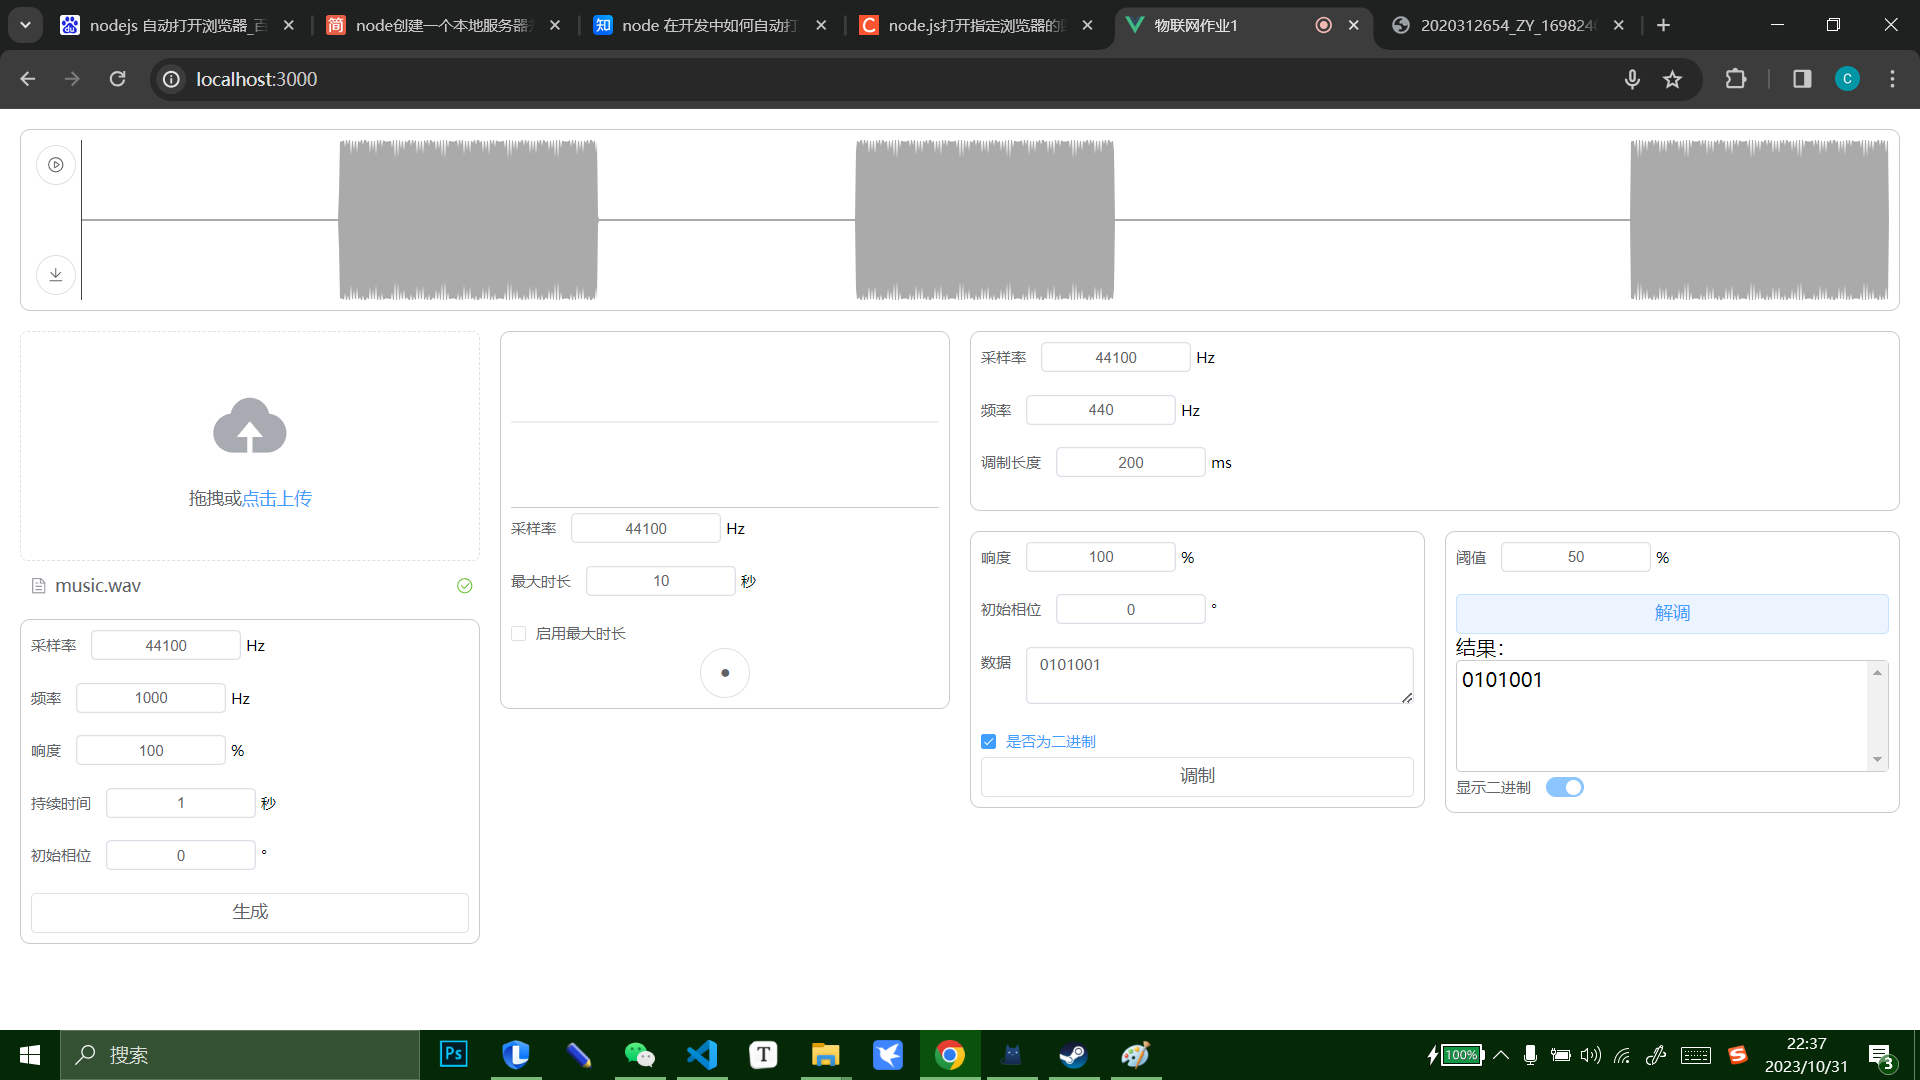 nodejs 自动打开浏览器_百
node创建一个本地服务器
node 在开发中如何自动打
node.js打开指定浏览器的
物联网作业1
2020312654_ZY_169824
localhost:3000
C
拖拽或点击上传
music.wav
采样率 44100 Hz
频率 1000 Hz
响度 100 %
持续时间 1 秒
初始相位 0 °
生成
采样率 44100 Hz
最大时长 10 秒
启用最大时长
采样率 44100 Hz
频率 440 Hz
调制长度 200 ms
响度 100 %
初始相位 0 °
数据 0101001
是否为二进制
调制
阈值 50 %
解调
结果：
0101001
显示二进制
搜索
Ps
T
100%
22:37
2023/10/31
3